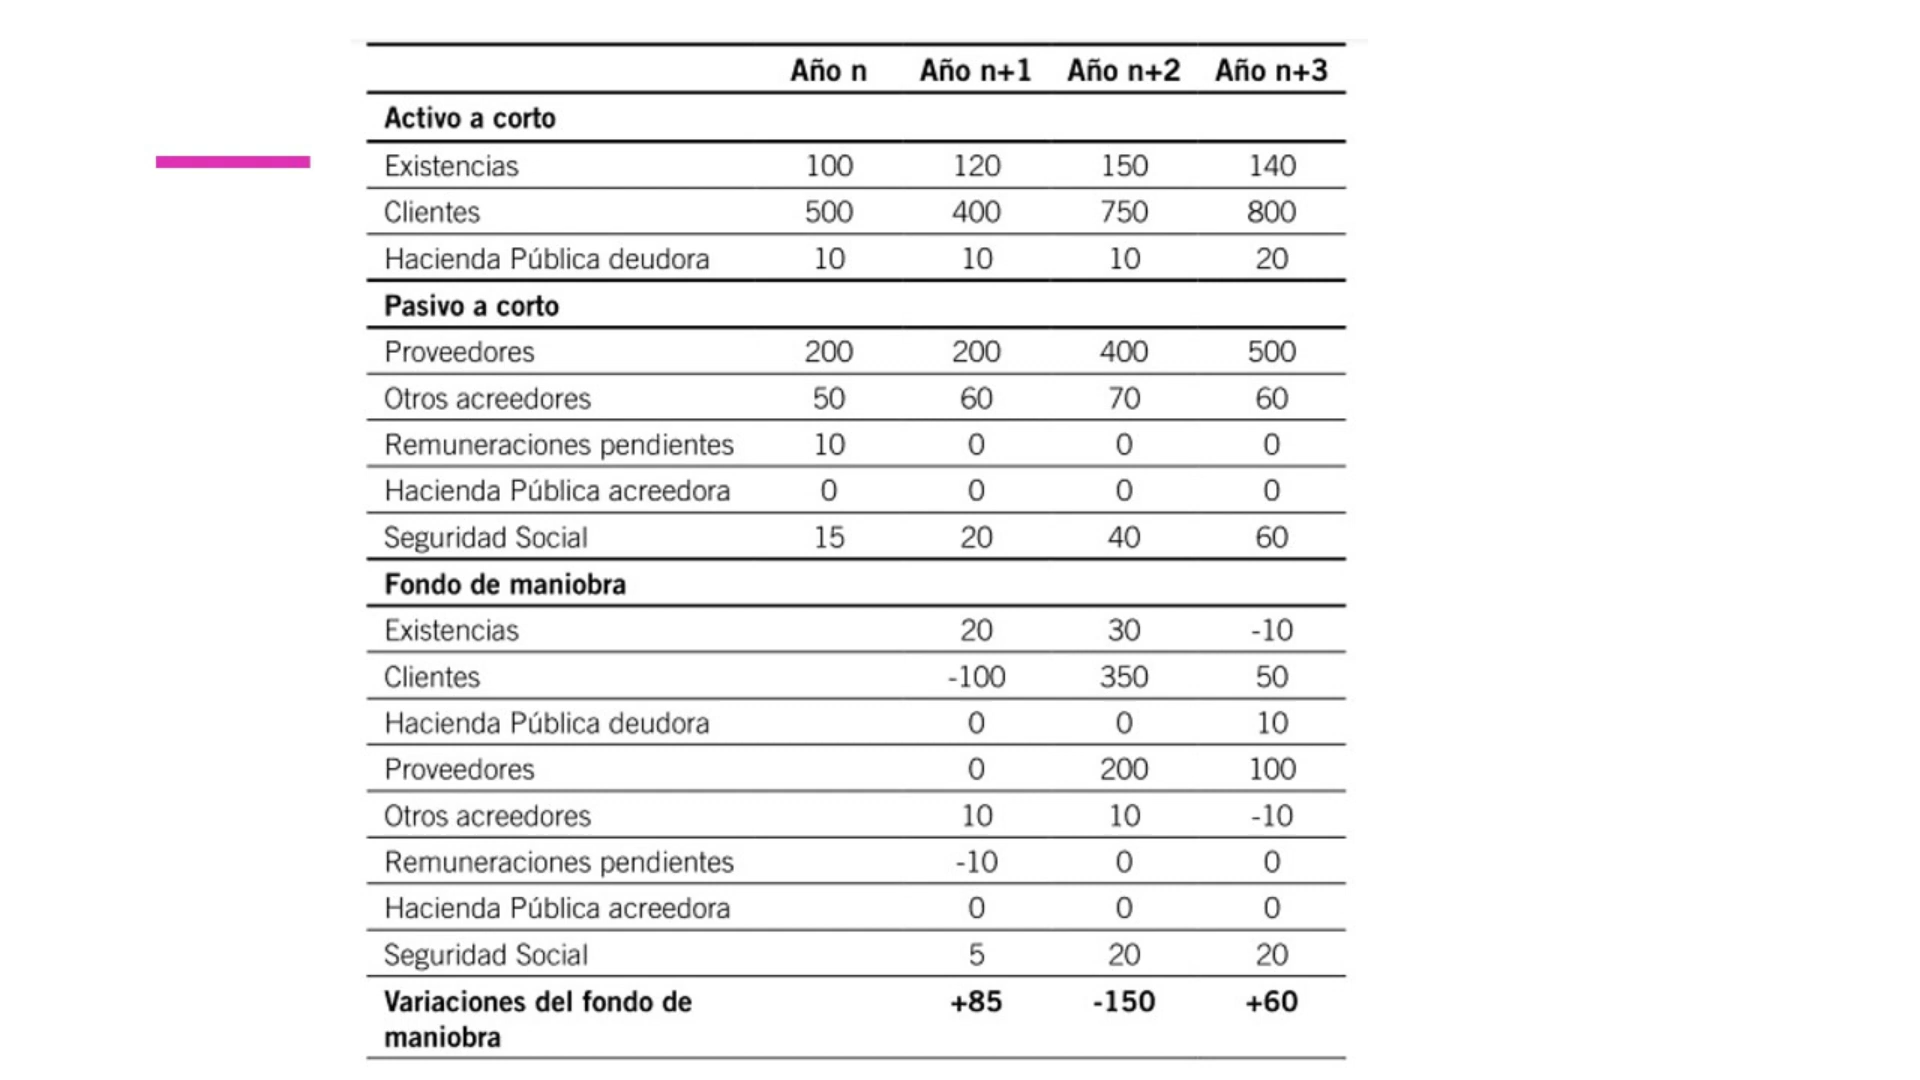 Año n Año n+1 Año n+2 Año n+3
Activo a corto
Existencias 100 120 150 140
Clientes 500 400 750 800
Hacienda Pública deudora 10 10 10 20
Pasivo a corto
Proveedores 200 200 400 500
Otros acreedores 50 60 70 60
Remuneraciones pendientes 10 0 0 0
Hacienda Pública acreedora 0 0 0 0
Seguridad Social 15 20 40 60
Fondo de maniobra
Existencias 20 30 -10
Clientes -100 350 50
Hacienda Pública deudora 0 0 10
Proveedores 0 200 100
Otros acreedores 10 10 -10
Remuneraciones pendientes -10 0 0
Hacienda Pública acreedora 0 0 0
Seguridad Social 5 20 20
Variaciones del fondo de +85 -150 +60
maniobra